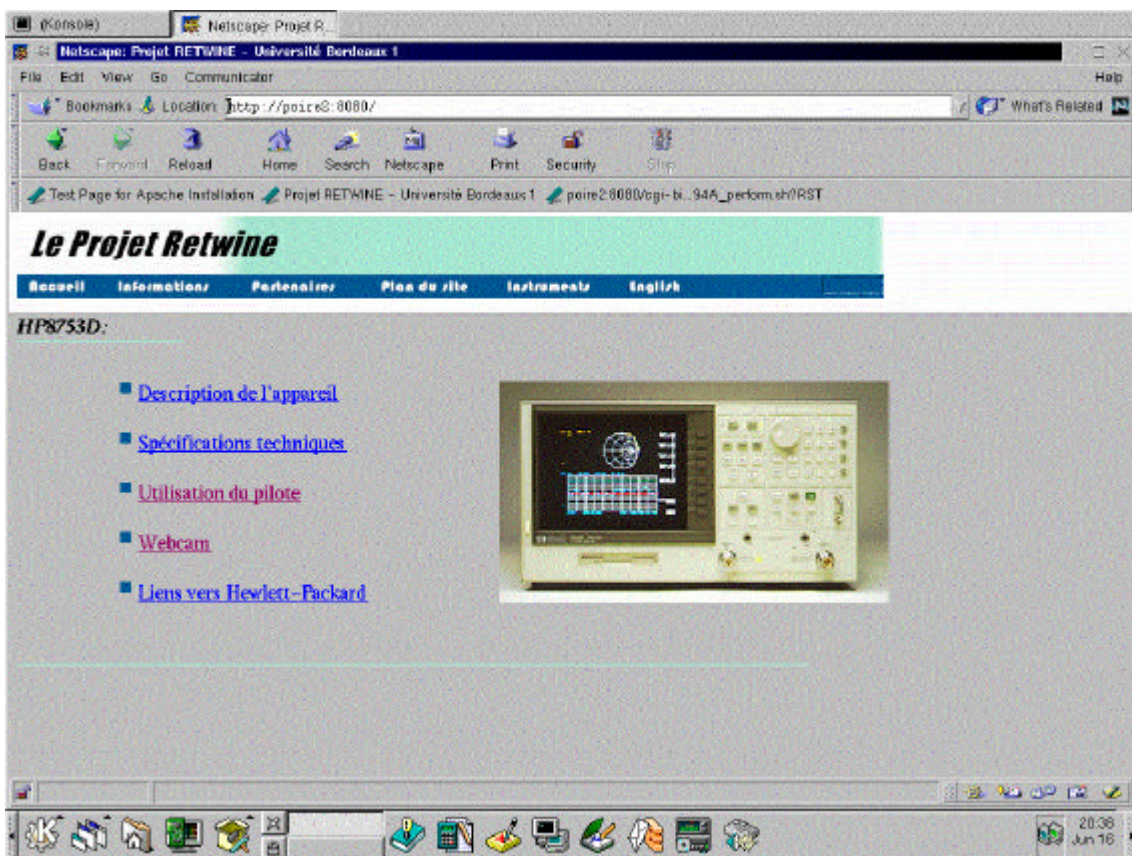 (Konsole) Netscape: Projet R...
Netscape: Projet RETWINE - Université Bordeaux 1
File Edit View Go Communicator Help
Bookmarks Location: http://poire2:8080/ What's Related
Back Forward Reload Home Search Netscape Print Security Stop
Test Page for Apache Installation Projet RETWINE - Université Bordeaux 1 poire2:8080/cgi-bi...94A_perform.sh?RST
Le Projet Retwine
Accueil Informations Partenaires Plan du site Instruments English
HP8753D:
Description de l'appareil
Spécifications techniques
Utilisation du pilote
Webcam
Liens vers Hewlett-Packard
20:38
Jun 16